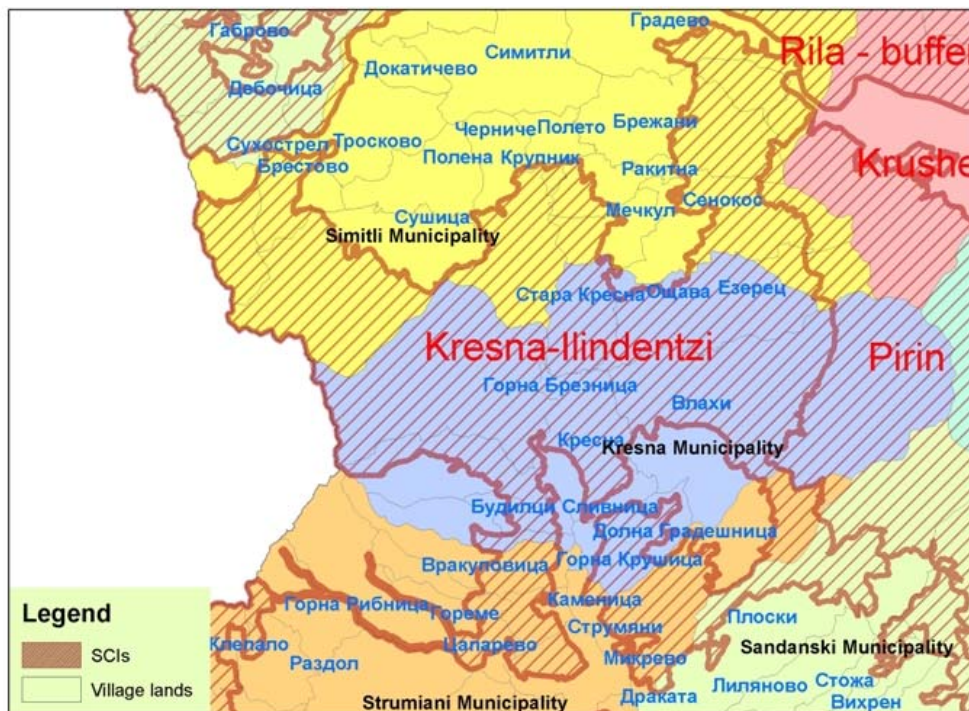 Градево
Габрово
Симитли
Rila - buffe
Докатичево
Дебочица
Черниче Полето Брежани
Сухострел Тросково
Брестово Полена Крупник Ракитна
Krushe
Сенокос
Сушица Мечкул
Simitli Municipality
Стара Кресна Ощава Езерец
Kresna-Ilindentzi Pirin
Горна Брезница
Влахи
Кресна Kresna Municipality
Будилци Сливница
Долна Градешница
Вракуповица Горна Крушица
Legend
Горна Рибница Гореме Каменица Плоски
SCIs
Клепало Цапарево Струмяни Sandanski Municipality
Раздол Микрево
Village lands
Лиляново Стожа
Strumiani Municipality Драката Вихрен